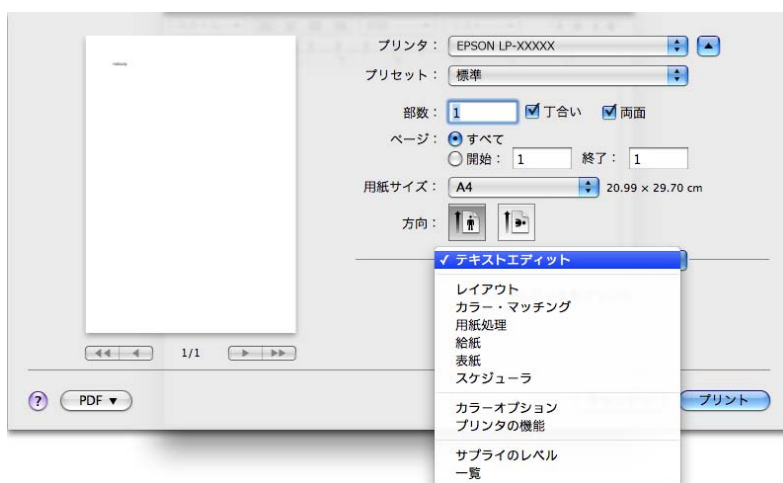 プリンタ： EPSON LP-XXXXX
プリセット： 標準
部数： 1 丁合い 両面
ページ： すべて
開始： 1 終了： 1
用紙サイズ： A4 20.99 × 29.70 cm
方向：
✓ テキストエディット
レイアウト
カラー・マッチング
用紙処理
給紙
表紙
スケジューラ
カラーオプション
プリンタの機能
サプライのレベル
一覧
1/1
? PDF ▼ プリント